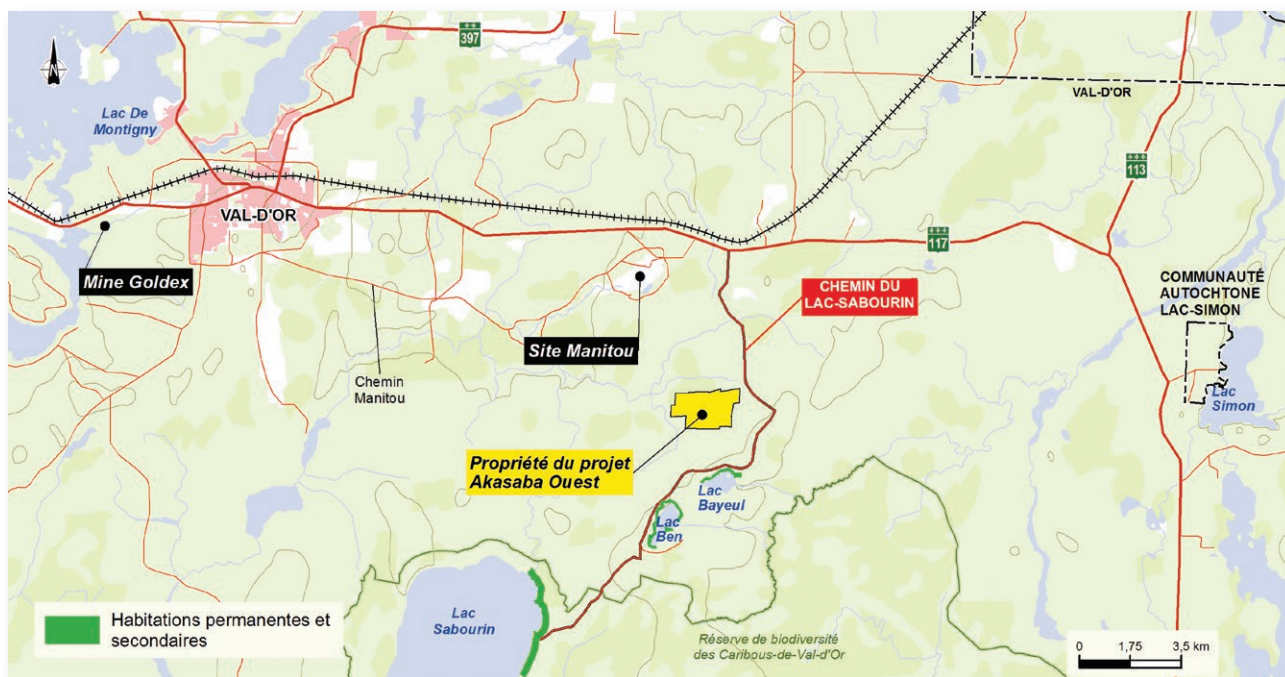 397
Lac De
Montigny
VAL-D'OR
113
VAL-D'OR
117
Mine Goldex
COMMUNAUTÉ
AUTOCHTONE
LAC-SIMON
CHEMIN DU
LAC-SABOURIN
Site Manitou
Chemin
Manitou
Lac
Simon
Propriété du projet
Akasaba Ouest
Lac
Bayeul
Lac
Ben
Habitations permanentes et
secondaires
Lac
Sabourin
Réserve de biodiversité
des Caribous-de-Val-d'Or
0 1,75 3,5 km